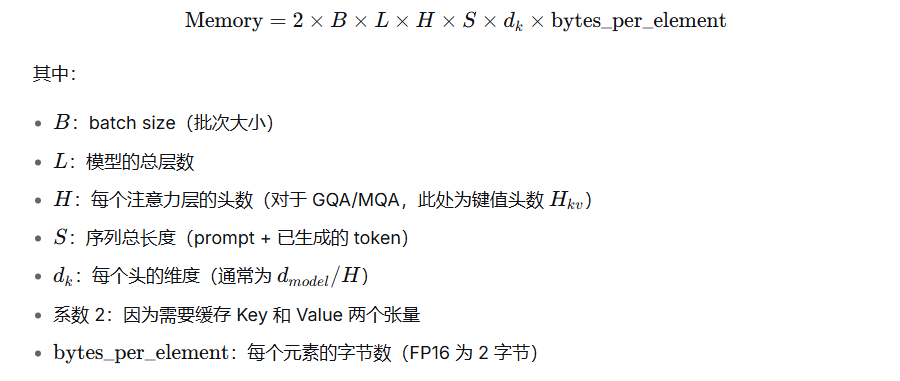 Memory = 2 × B × L × H × S × d_k × bytes_per_element
其中：
• B：batch size（批次大小）
• L：模型的总层数
• H：每个注意力层的头数（对于 GQA/MQA，此处为键值头数 H_{kv}）
• S：序列总长度（prompt + 已生成的 token）
• d_k：每个头的维度（通常为 d_{model}/H）
• 系数 2：因为需要缓存 Key 和 Value 两个张量
• bytes_per_element：每个元素的字节数（FP16 为 2 字节）